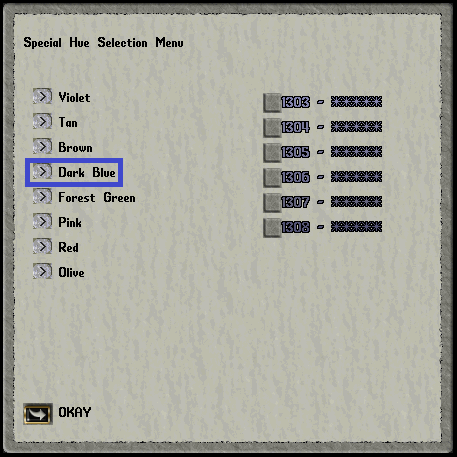 Special Hue Selection Menu
Violet
Tan
Brown
Dark Blue
Forest Green
Pink
Red
Olive
1303 - *******
1304 - *******
1305 - *******
1306 - *******
1307 - *******
1308 - *******
OKAY